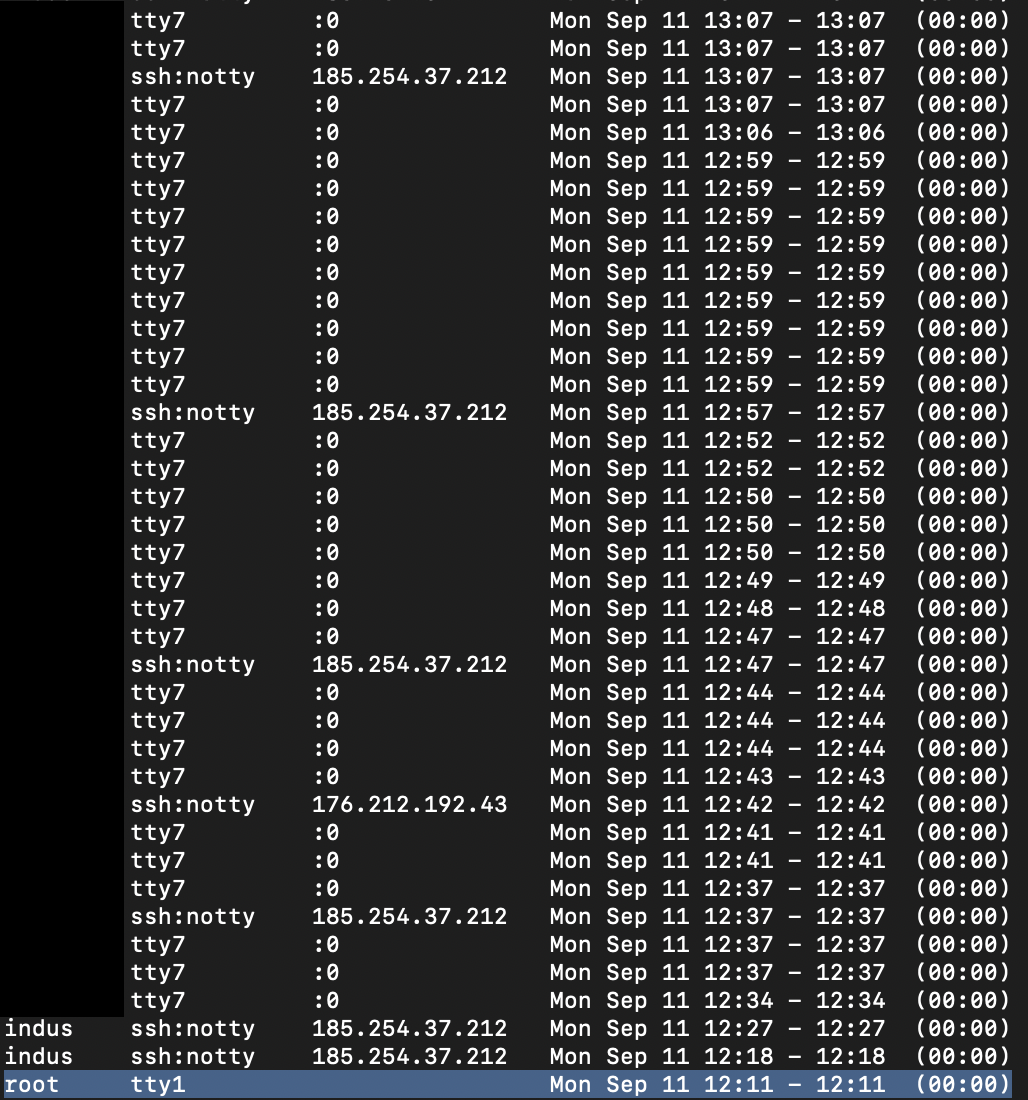 tty7 :0 Mon Sep 11 13:07 - 13:07 (00:00)
tty7 :0 Mon Sep 11 13:07 - 13:07 (00:00)
ssh:notty 185.254.37.212 Mon Sep 11 13:07 - 13:07 (00:00)
tty7 :0 Mon Sep 11 13:07 - 13:07 (00:00)
tty7 :0 Mon Sep 11 13:06 - 13:06 (00:00)
tty7 :0 Mon Sep 11 12:59 - 12:59 (00:00)
tty7 :0 Mon Sep 11 12:59 - 12:59 (00:00)
tty7 :0 Mon Sep 11 12:59 - 12:59 (00:00)
tty7 :0 Mon Sep 11 12:59 - 12:59 (00:00)
tty7 :0 Mon Sep 11 12:59 - 12:59 (00:00)
tty7 :0 Mon Sep 11 12:59 - 12:59 (00:00)
tty7 :0 Mon Sep 11 12:59 - 12:59 (00:00)
tty7 :0 Mon Sep 11 12:59 - 12:59 (00:00)
tty7 :0 Mon Sep 11 12:59 - 12:59 (00:00)
ssh:notty 185.254.37.212 Mon Sep 11 12:57 - 12:57 (00:00)
tty7 :0 Mon Sep 11 12:52 - 12:52 (00:00)
tty7 :0 Mon Sep 11 12:52 - 12:52 (00:00)
tty7 :0 Mon Sep 11 12:50 - 12:50 (00:00)
tty7 :0 Mon Sep 11 12:50 - 12:50 (00:00)
tty7 :0 Mon Sep 11 12:50 - 12:50 (00:00)
tty7 :0 Mon Sep 11 12:49 - 12:49 (00:00)
tty7 :0 Mon Sep 11 12:48 - 12:48 (00:00)
tty7 :0 Mon Sep 11 12:47 - 12:47 (00:00)
ssh:notty 185.254.37.212 Mon Sep 11 12:47 - 12:47 (00:00)
tty7 :0 Mon Sep 11 12:44 - 12:44 (00:00)
tty7 :0 Mon Sep 11 12:44 - 12:44 (00:00)
tty7 :0 Mon Sep 11 12:44 - 12:44 (00:00)
tty7 :0 Mon Sep 11 12:43 - 12:43 (00:00)
ssh:notty 176.212.192.43 Mon Sep 11 12:42 - 12:42 (00:00)
tty7 :0 Mon Sep 11 12:41 - 12:41 (00:00)
tty7 :0 Mon Sep 11 12:41 - 12:41 (00:00)
tty7 :0 Mon Sep 11 12:37 - 12:37 (00:00)
ssh:notty 185.254.37.212 Mon Sep 11 12:37 - 12:37 (00:00)
tty7 :0 Mon Sep 11 12:37 - 12:37 (00:00)
tty7 :0 Mon Sep 11 12:37 - 12:37 (00:00)
tty7 :0 Mon Sep 11 12:34 - 12:34 (00:00)
indus ssh:notty 185.254.37.212 Mon Sep 11 12:27 - 12:27 (00:00)
indus ssh:notty 185.254.37.212 Mon Sep 11 12:18 - 12:18 (00:00)
root tty1 Mon Sep 11 12:11 - 12:11 (00:00)